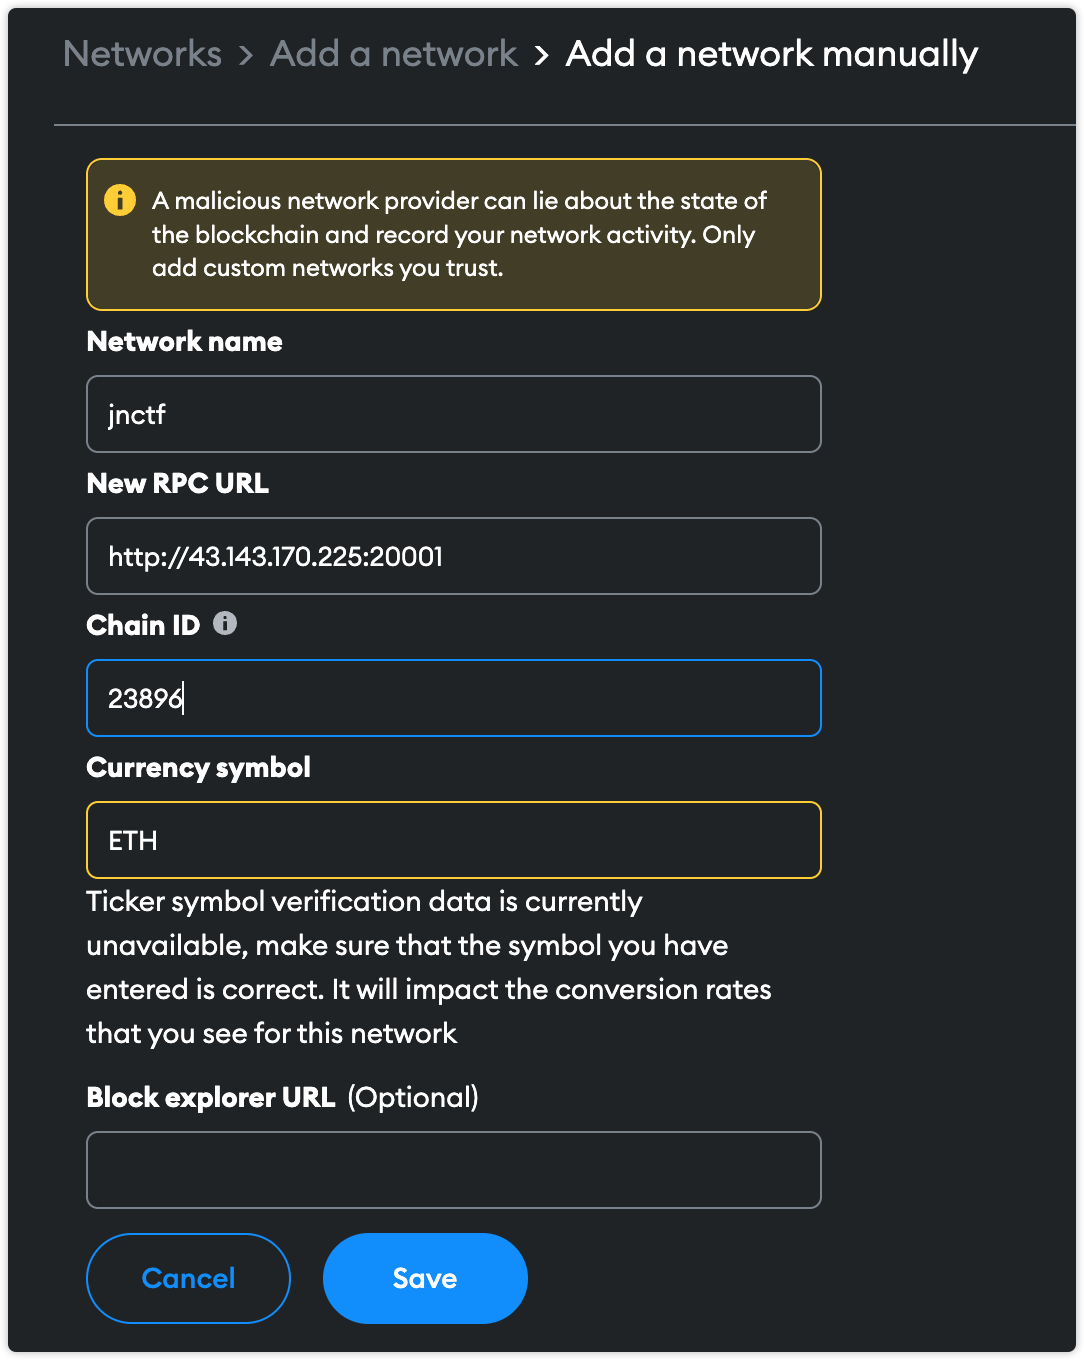 Networks > Add a network > Add a network manually
A malicious network provider can lie about the state of
the blockchain and record your network activity. Only
add custom networks you trust.
Network name
jnctf
New RPC URL
http://43.143.170.225:20001
Chain ID
23896
Currency symbol
ETH
Ticker symbol verification data is currently
unavailable, make sure that the symbol you have
entered is correct. It will impact the conversion rates
that you see for this network
Block explorer URL (Optional)
Cancel Save